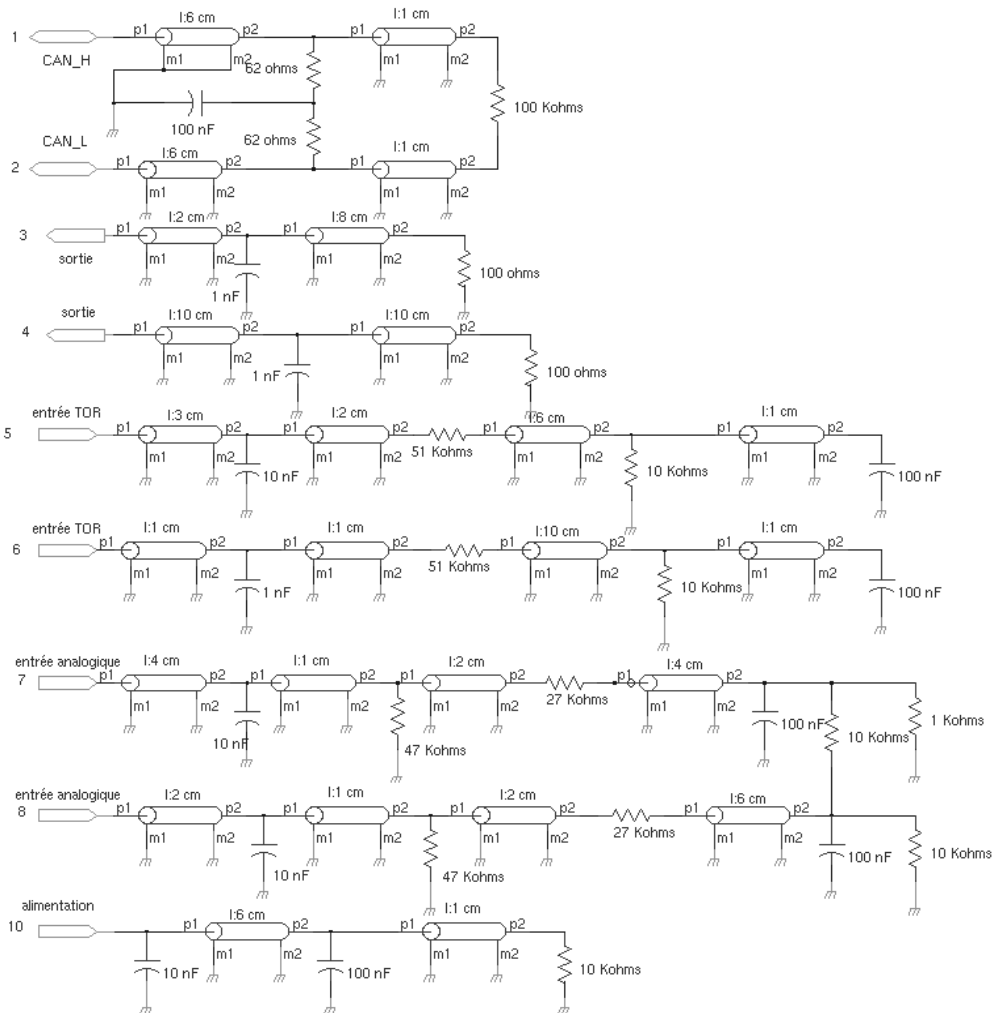 l:6 cm l:1 cm
1 p1 p2 p1 p2
CAN_H m1 m2 62 ohms m1 m2
100 Kohms
100 nF
CAN_L 62 ohms
l:6 cm l:1 cm
2 p1 p2 p1 p2
m1 m2 m1 m2
l:2 cm l:8 cm
3 p1 p2 p1 p2
sortie m1 m2 m1 m2
1 nF 100 ohms
sortie l:10 cm l:10 cm
4 p1 p2 p1 p2
m1 m2 m1 m2
1 nF 100 ohms
entrée TOR l:3 cm l:2 cm l:6 cm l:1 cm
5 p1 p2 p1 p2 p1 p2 p1 p2
51 Kohms
m1 m2 m1 m2 m1 m2 m1 m2
10 nF 10 Kohms 100 nF
entrée TOR l:1 cm l:1 cm l:10 cm l:1 cm
6 p1 p2 p1 p2 p1 p2 p1 p2
51 Kohms
m1 m2 m1 m2 m1 m2 m1 m2
1 nF 10 Kohms 100 nF
entrée analogique l:4 cm l:1 cm l:2 cm l:4 cm
7 p1 p2 p1 p2 p1 p2 p1 p2
27 Kohms
m1 m2 m1 m2 m1 m2 m1 m2
10 nF 47 Kohms 100 nF 10 Kohms 1 Kohms
entrée analogique l:2 cm l:1 cm l:2 cm l:6 cm
8 p1 p2 p1 p2 p1 p2 p1 p2
27 Kohms
m1 m2 m1 m2 m1 m2 m1 m2
10 nF 47 Kohms 100 nF 10 Kohms
alimentation l:6 cm l:1 cm
10 p1 p2 p1 p2
m1 m2 m1 m2
10 nF 100 nF 10 Kohms